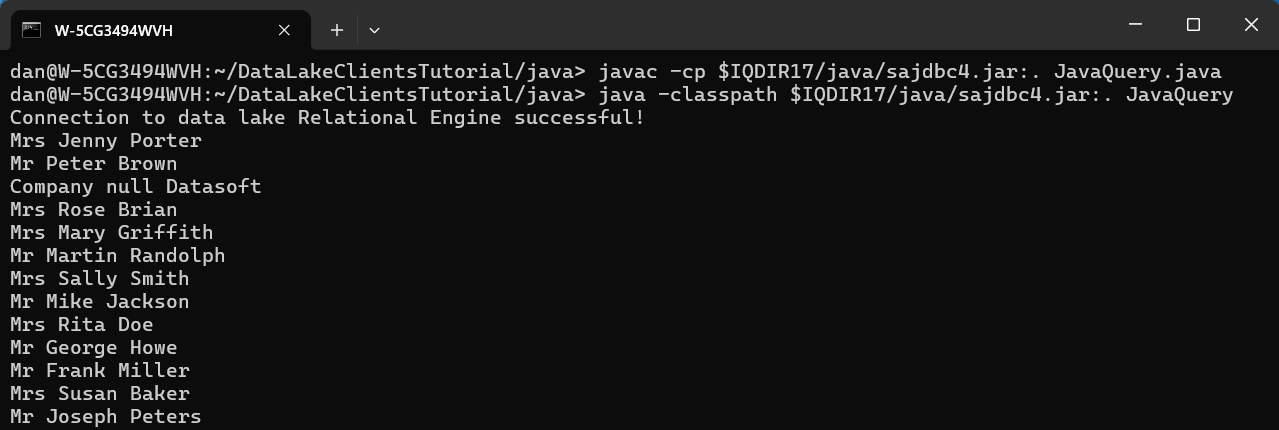 W-5CG3494WVH
dan@W-5CG3494WVH:~/DataLakeClientsTutorial/java> javac -cp $IQDIR17/java/sajdbc4.jar:. JavaQuery.java
dan@W-5CG3494WVH:~/DataLakeClientsTutorial/java> java -classpath $IQDIR17/java/sajdbc4.jar:. JavaQuery
Connection to data lake Relational Engine successful!
Mrs Jenny Porter
Mr Peter Brown
Company null Datasoft
Mrs Rose Brian
Mrs Mary Griffith
Mr Martin Randolph
Mrs Sally Smith
Mr Mike Jackson
Mrs Rita Doe
Mr George Howe
Mr Frank Miller
Mrs Susan Baker
Mr Joseph Peters